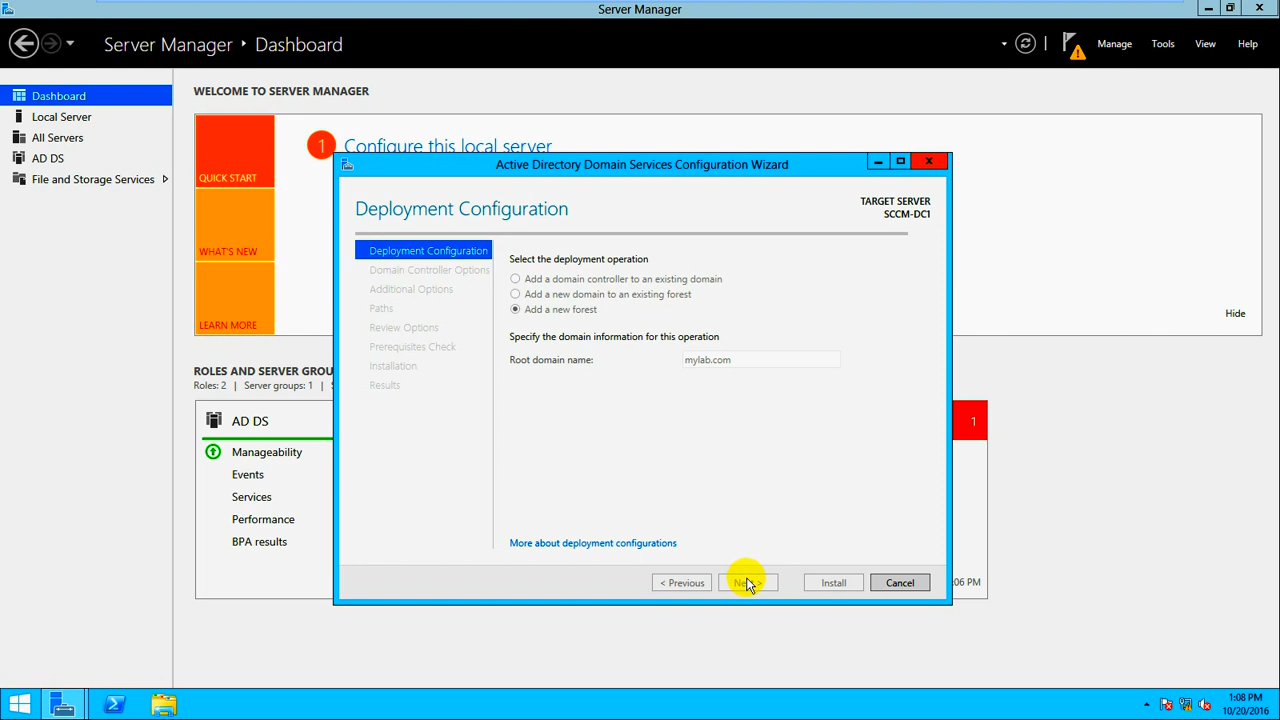 Server Manager
Server Manager ‣ Dashboard
Manage
Tools
View
Help
Dashboard
Local Server
All Servers
AD DS
File and Storage Services
WELCOME TO SERVER MANAGER
QUICK START
WHAT'S NEW
LEARN MORE
1
Configure this local server
Hide
ROLES AND SERVER GROU
Roles: 2 | Server groups: 1 |
AD DS
Manageability
Events
Services
Performance
BPA results
1
:06 PM
Active Directory Domain Services Configuration Wizard
Deployment Configuration
TARGET SERVER
SCCM-DC1
Deployment Configuration
Domain Controller Options
Additional Options
Paths
Review Options
Prerequisites Check
Installation
Results
Select the deployment operation
Add a domain controller to an existing domain
Add a new domain to an existing forest
Add a new forest
Specify the domain information for this operation
Root domain name: mylab.com
More about deployment configurations
< Previous
Install
Cancel
1:08 PM
10/20/2016